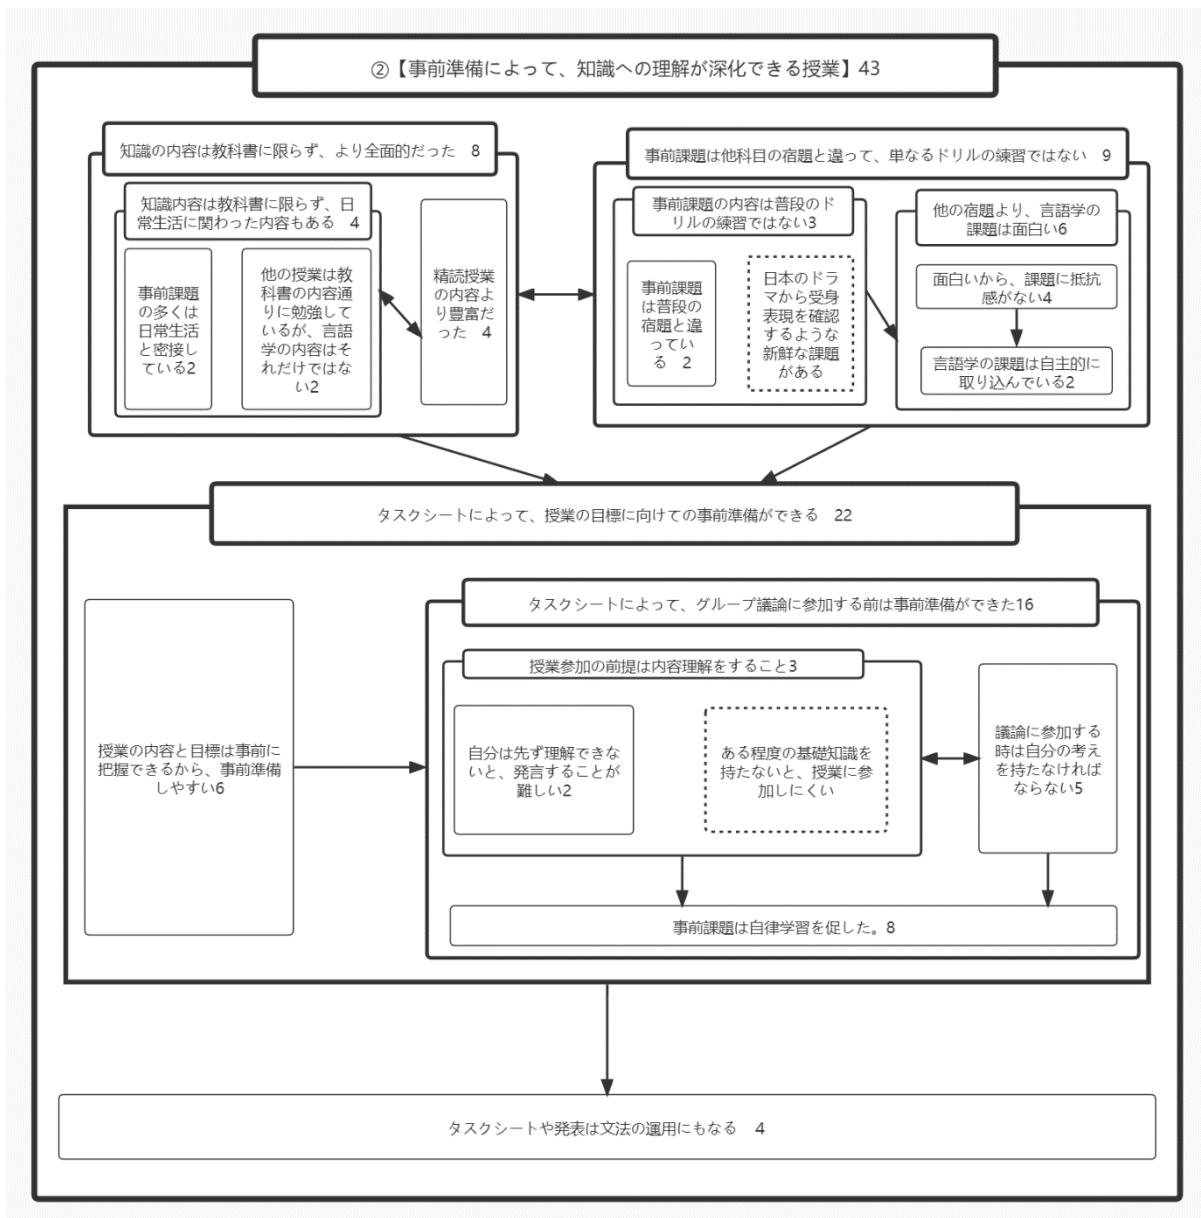 ②【事前準備によって、知識への理解が深化できる授業】43
知識の内容は教科書に限らず、より全面的だった　8
知識内容は教科書に限らず、日
常生活に関わった内容もある　4
事前課題
の多くは
日常生活
と密接し
ている2
他の授業は教
科書の内容通
りに勉強して
いるが、言語
学の内容はそ
れだけではな
い2
精読授業
の内容よ
り豊富だ
った　4
事前課題は他科目の宿題と違って、単なるドリルの練習ではない　9
事前課題の内容は普段のド
リルの練習ではない3
事前課題
は普段の
宿題と違
ってい
る　2
日本のドラ
マから受身
表現を確認
するような
新鮮な課題
がある
他の宿題より、言語学の
課題は面白い6
面白いから、課題に抵抗
感がない4
言語学の課題は自主的に
取り込んでいる2
タスクシートによって、授業の目標に向けての事前準備ができる　22
授業の内容と目標は事前に
把握できるから、事前準備
しやすい6
タスクシートによって、グループ議論に参加する前は事前準備ができた16
授業参加の前提は内容理解をすること3
自分は先ず理解できな
いと、発言することが
難しい2
ある程度の基礎知識を
持たないと、授業に参
加しにくい
議論に参加する
時は自分の考え
を持たなければ
ならない5
事前課題は自律学習を促した。8
タスクシートや発表は文法の運用にもなる　4